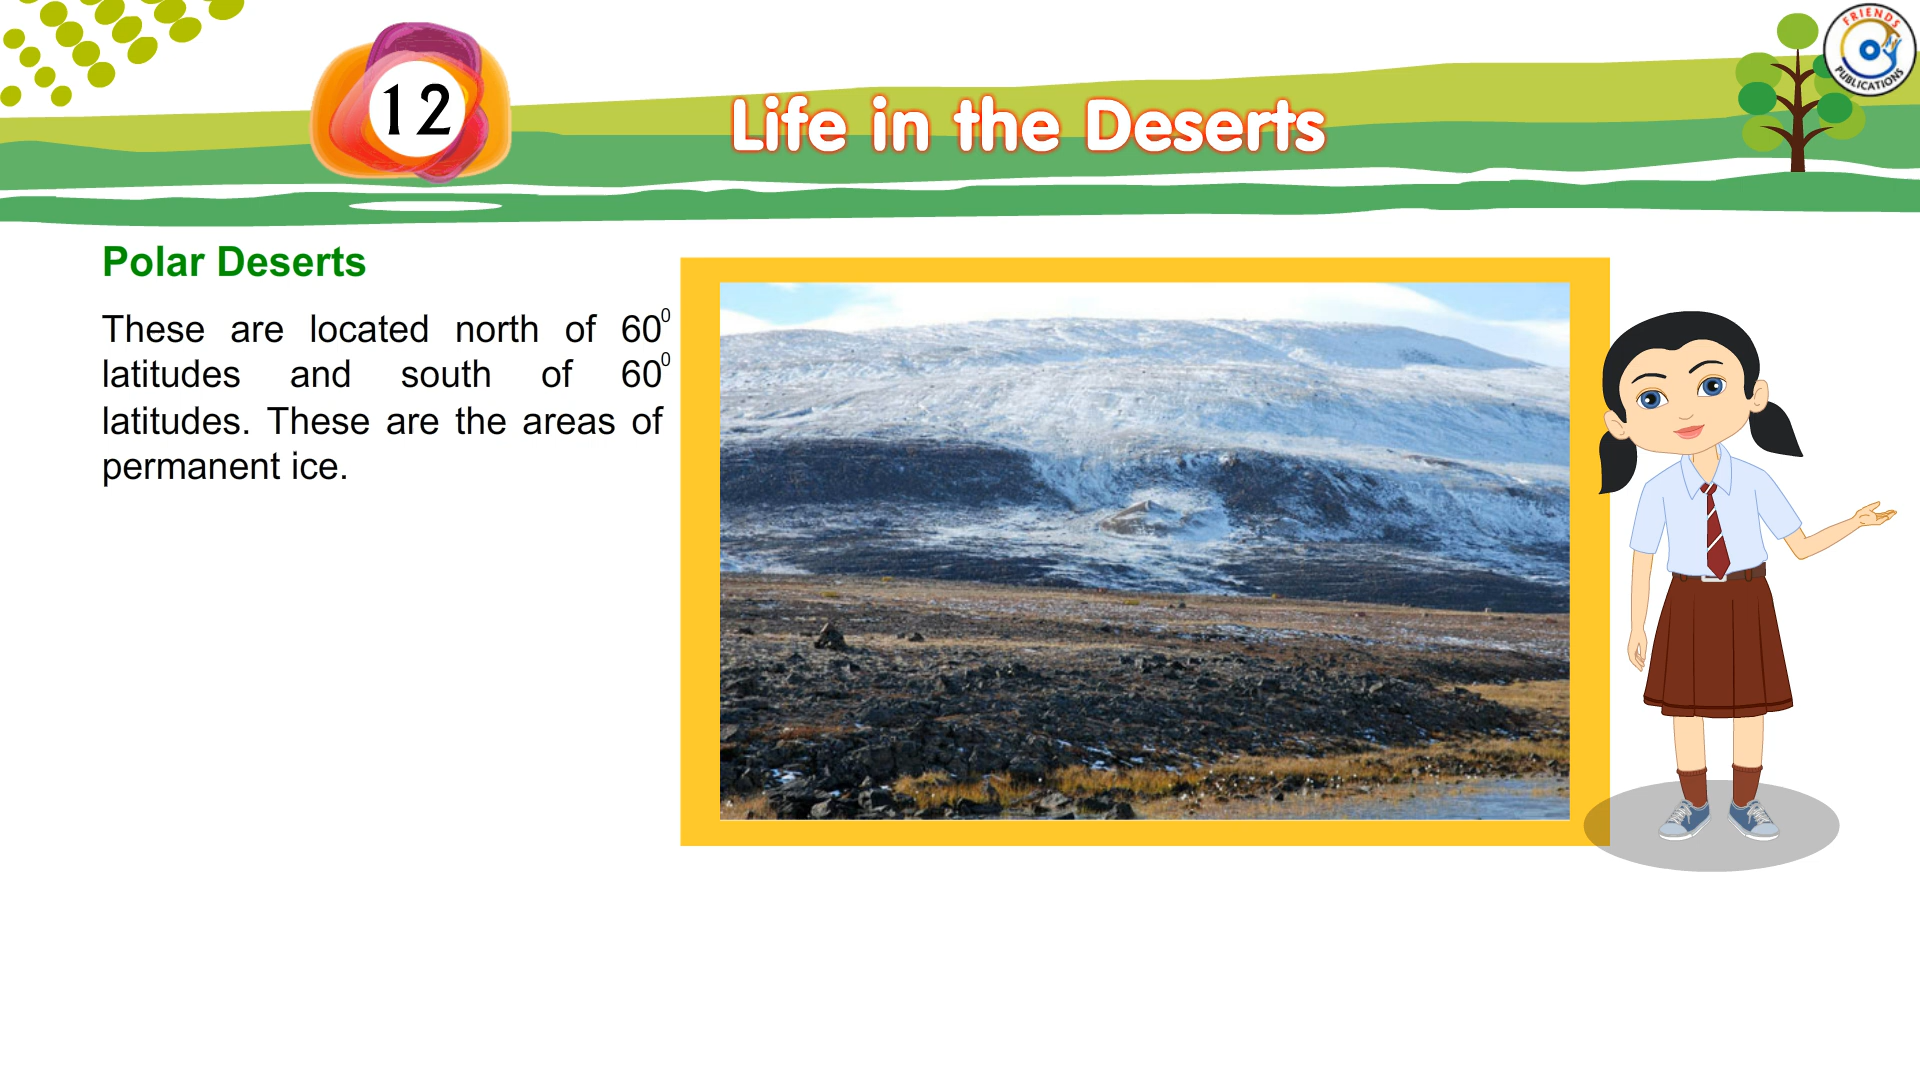 FRIENDS
PUBLICATIONS
12
Life in the Deserts
Polar Deserts
These are located north of 60⁰
latitudes and south of 60⁰
latitudes. These are the areas of
permanent ice.